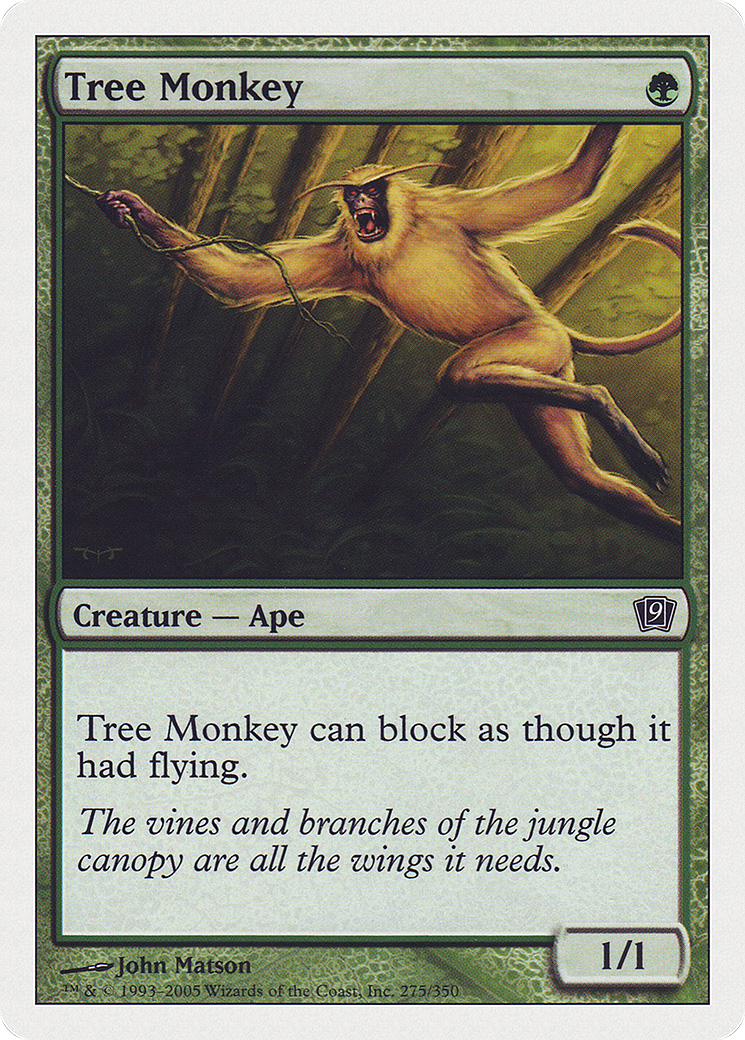 Tree Monkey
Creature — Ape
9
Tree Monkey can block as though it
had flying.
The vines and branches of the jungle
canopy are all the wings it needs.
1/1
John Matson
™ & © 1993–2005 Wizards of the Coast, Inc. 275/350